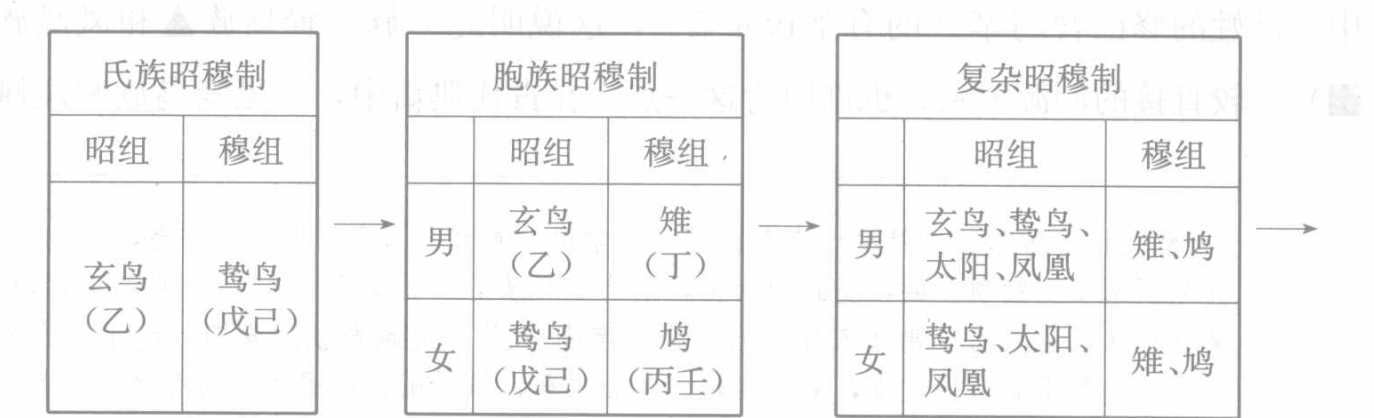 氏族昭穆制
昭组 穆组
玄鸟 鸷鸟
（乙） （戊己）
胞族昭穆制
昭组 穆组
男 玄鸟 雉
（乙） （丁）
女 鸷鸟 鸠
（戊己） （丙壬）
复杂昭穆制
昭组 穆组
男 玄鸟、鸷鸟、 雉、鸠
太阳、凤凰
女 鸷鸟、太阳、 雉、鸠
凤凰